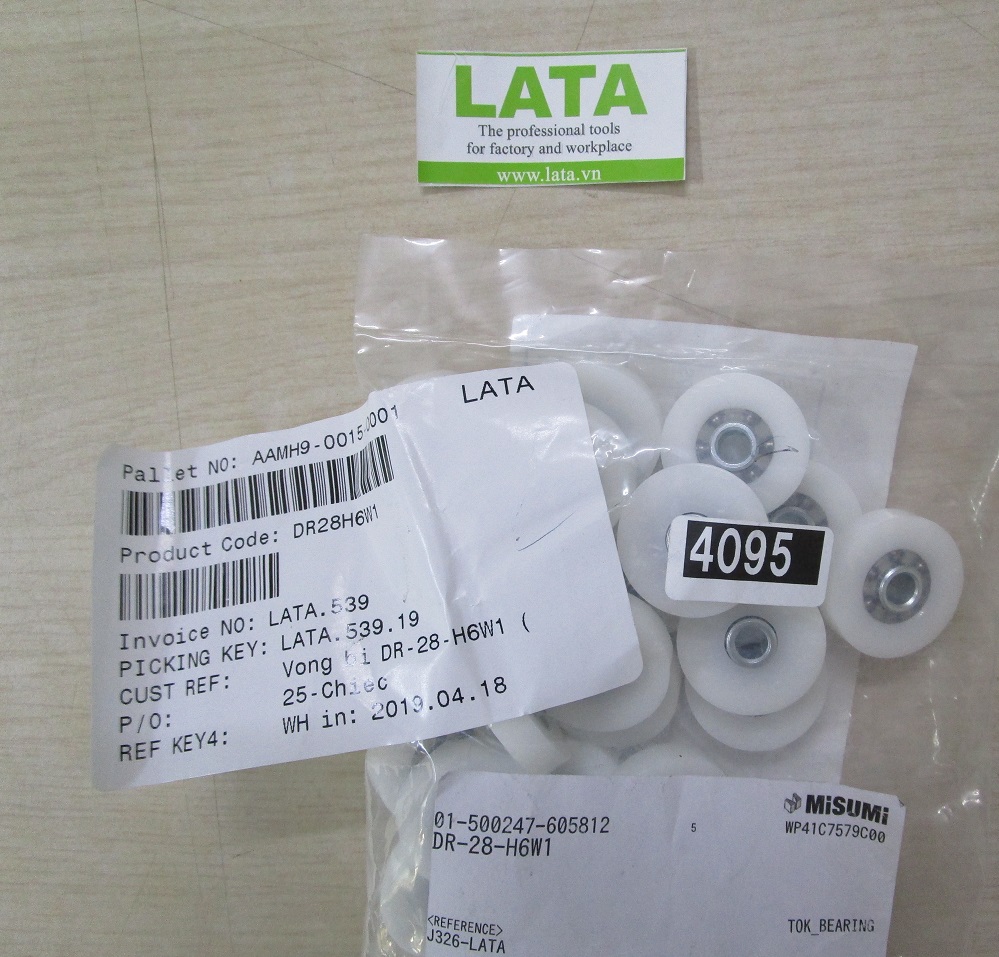 LATA
The professional tools
for factory and workplace
www.lata.vn
LATA
Pallet NO: AAMH9-0015.0001
Product Code: DR28H6W1
Invoice NO: LATA.539
PICKING KEY: LATA.539.19
CUST REF: Vong bi DR-28-H6W1 (
P/O: 25-Chiec
REF KEY4: WH in: 2019.04.18
4095
MiSUMi
01-500247-605812 5 WP41C7579C00
DR-28-H6W1
<REFERENCE> TOK_BEARING
J326-LATA